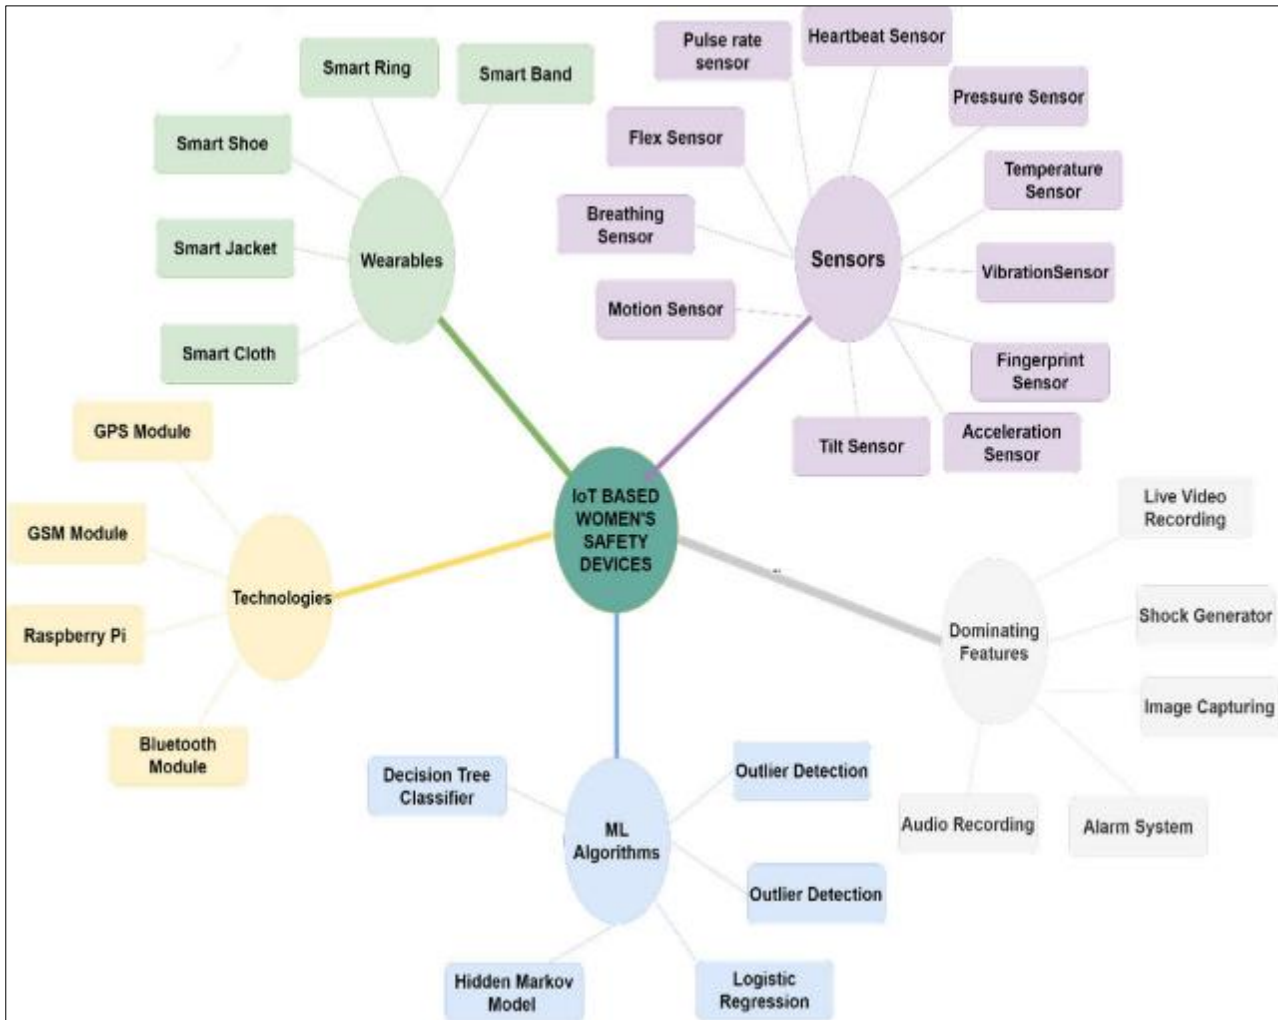 Smart Ring
Smart Band
Smart Shoe
Smart Jacket
Wearables
Smart Cloth
Pulse rate
sensor
Heartbeat Sensor
Pressure Sensor
Flex Sensor
Temperature
Sensor
Breathing
Sensor
Sensors
VibrationSensor
Motion Sensor
Fingerprint
Sensor
Tilt Sensor
Acceleration
Sensor
GPS Module
GSM Module
Technologies
Raspberry Pi
Bluetooth
Module
IoT BASED
WOMEN'S
SAFETY
DEVICES
Live Video
Recording
Shock Generator
Dominating
Features
Image Capturing
Audio Recording
Alarm System
Decision Tree
Classifier
Outlier Detection
ML
Algorithms
Outlier Detection
Hidden Markov
Model
Logistic
Regression